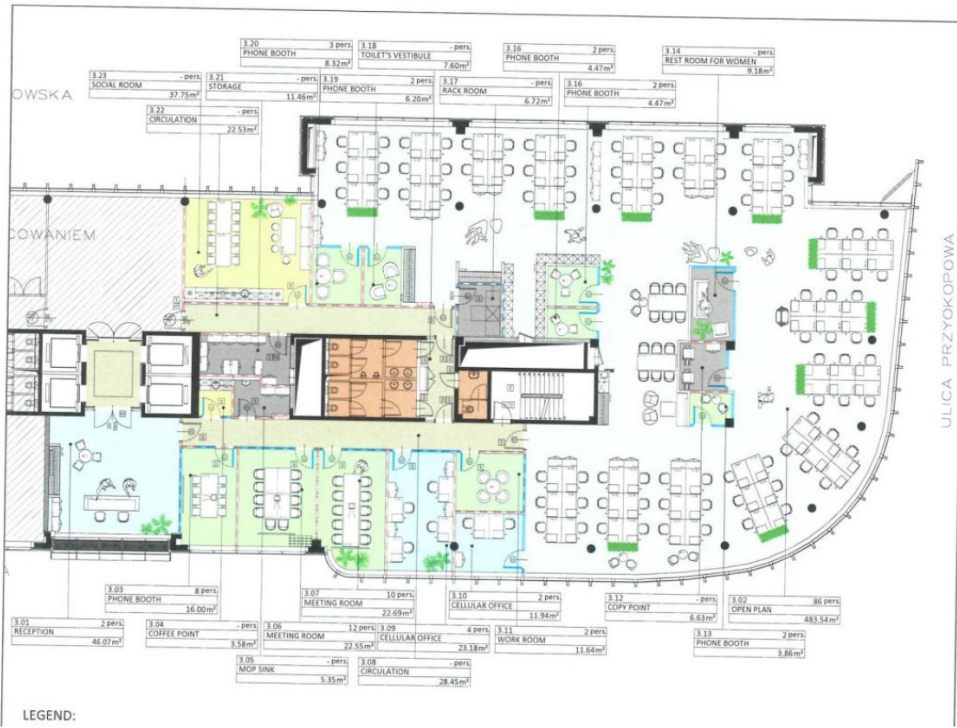 3.20 3 pers.
PHONE BOOTH
8.32m²
3.18 - pers.
TOILET'S VESTIBULE
7.60m²
3.16 2 pers.
PHONE BOOTH
4.47m²
3.14 - pers.
REST ROOM FOR WOMEN
9.18m²
3.23 - pers.
SOCIAL ROOM
37.75m²
3.21 - pers.
STORAGE
11.46m²
3.19 2 pers.
PHONE BOOTH
6.20m²
3.17 - pers.
RACK ROOM
6.72m²
3.16 2 pers.
PHONE BOOTH
4.47m²
OWSKA
3.22 - pers.
CIRCULATION
22.53m²
COWANIEM
ULICA PRZYOKOPOWA
A
3.03 8 pers.
PHONE BOOTH
16.00m²
3.07 10 pers.
MEETING ROOM
22.69m²
3.10 2 pers.
CELLULAR OFFICE
11.94m²
3.12 - pers.
COPY POINT
6.63m²
3.02 86 pers.
OPEN PLAN
483.54m²
3.01 2 pers.
RECEPTION
46.07m²
3.04 - pers.
COFFEE POINT
3.58m²
3.06 12 pers.
MEETING ROOM
22.55m²
3.09 4 pers.
CELLULAR OFFICE
23.18m²
3.11 2 pers.
WORK ROOM
11.64m²
3.13 2 pers.
PHONE BOOTH
3.86m²
3.05 - pers.
MOP SINK
5.35m²
3.08 - pers.
CIRCULATION
28.45m²
LEGEND: